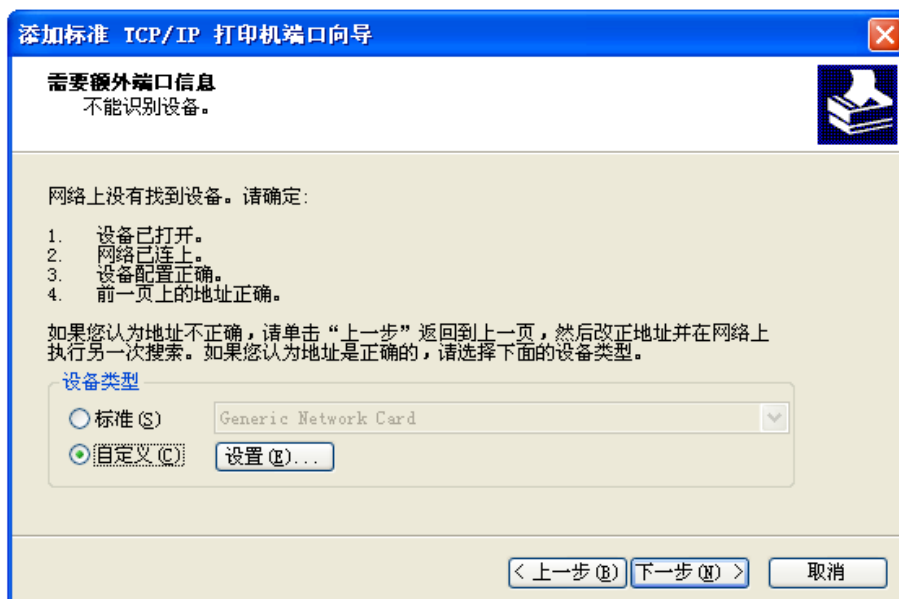 添加标准 TCP/IP 打印机端口向导
需要额外端口信息
不能识别设备。
网络上没有找到设备。请确定:
1. 设备已打开。
2. 网络已连上。
3. 设备配置正确。
4. 前一页上的地址正确。
如果您认为地址不正确,请单击“上一步”返回到上一页,然后改正地址并在网络上
执行另一次搜索。如果您认为地址是正确的,请选择下面的设备类型。
设备类型
标准(S) Generic Network Card
自定义(C) 设置(E)...
< 上一步(B) 下一步(N) > 取消